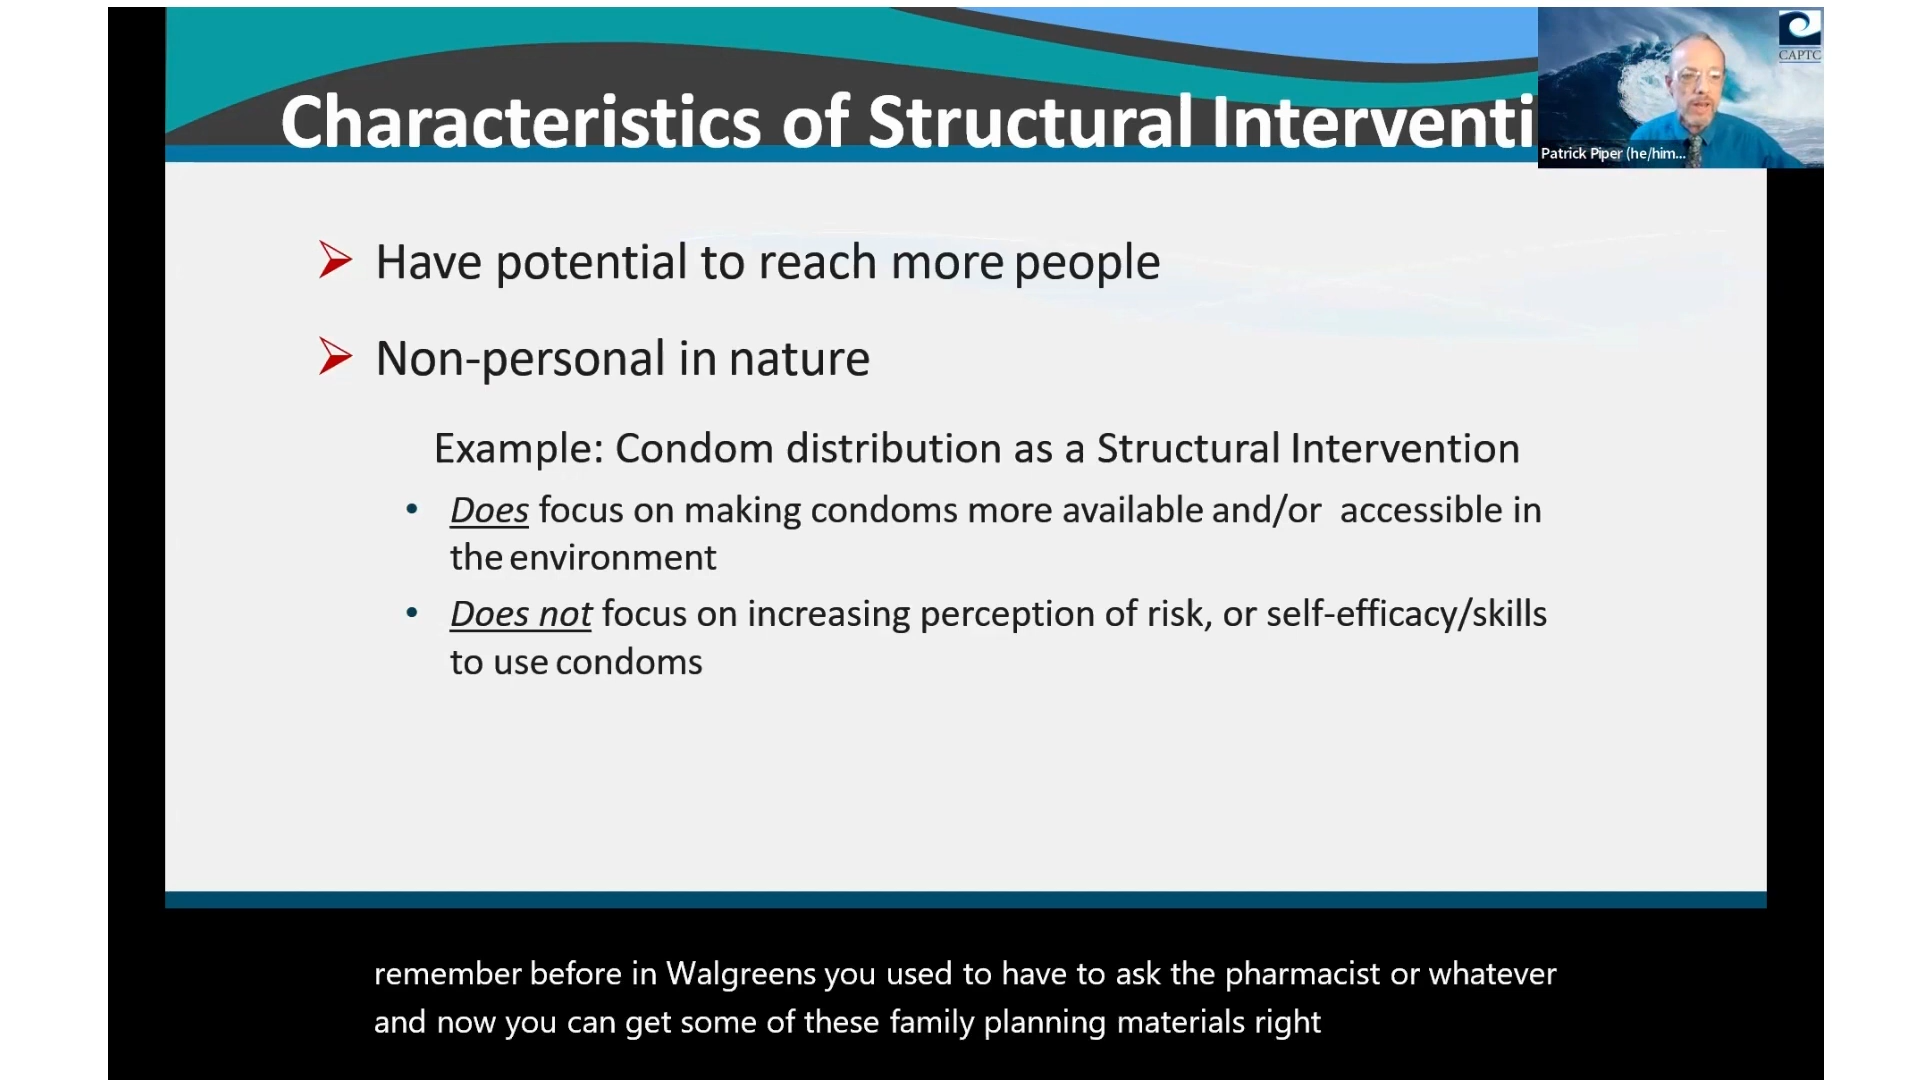 Characteristics of Structural Interventi
CAPTC
Patrick Piper (he/him...
Have potential to reach more people
Non-personal in nature
Example: Condom distribution as a Structural Intervention
• Does focus on making condoms more available and/or accessible in
the environment
• Does not focus on increasing perception of risk, or self-efficacy/skills
to use condoms
remember before in Walgreens you used to have to ask the pharmacist or whatever
and now you can get some of these family planning materials right